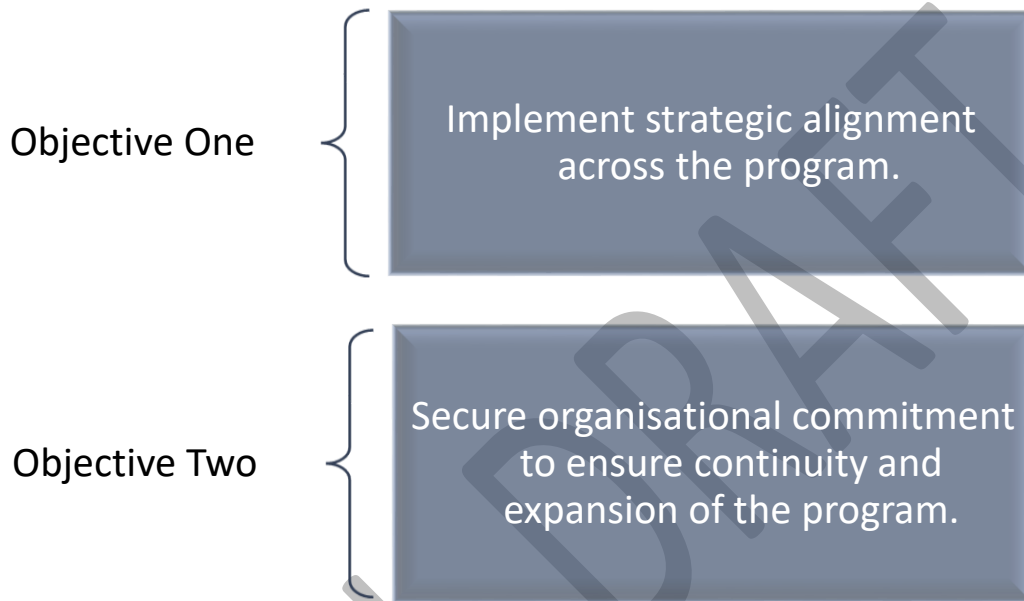 Objective One
Implement strategic alignment
across the program.
Objective Two
Secure organisational commitment
to ensure continuity and
expansion of the program.
DRAFT